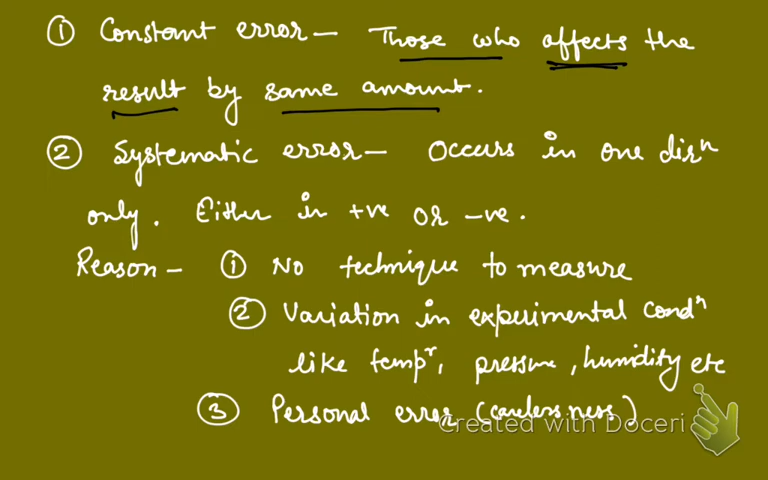 ① Constant error – Those who affects the
result by same amount.
② Systematic error – Occurs in one dirⁿ
only. Either in +ve or -ve.
Reason – ① No technique to measure
② Variation in experimental condⁿ
like tempʳ, pressure, humidity etc
③ Personal error (carelessness)
Created with Doceri